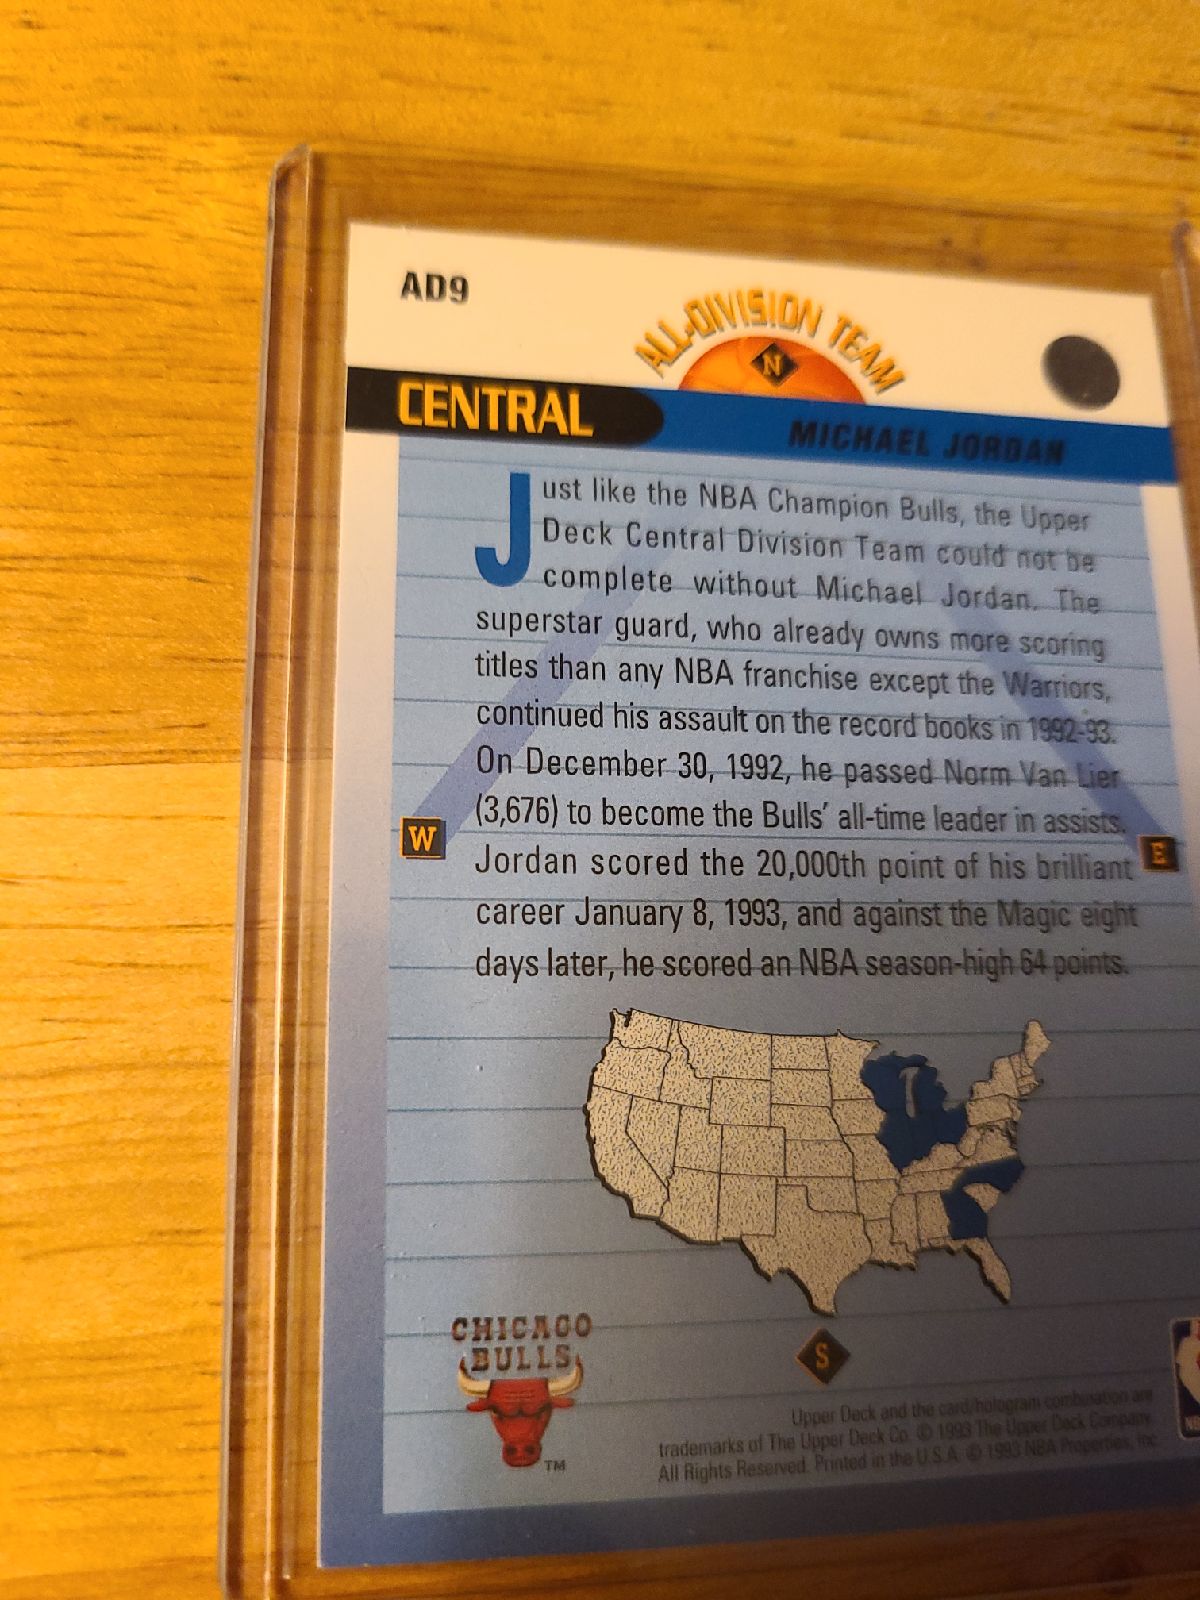 AD9
ALL-DIVISION TEAM
N
CENTRAL
MICHAEL JORDAN
Just like the NBA Champion Bulls, the Upper
Deck Central Division Team could not be
complete without Michael Jordan. The
superstar guard, who already owns more scoring
titles than any NBA franchise except the Warriors,
continued his assault on the record books in 1992-93.
On December 30, 1992, he passed Norm Van Lier
(3,676) to become the Bulls' all-time leader in assists.
Jordan scored the 20,000th point of his brilliant
career January 8, 1993, and against the Magic eight
days later, he scored an NBA season-high 64 points.
W
E
CHICAGO
BULLS
TM
S
Upper Deck and the card/hologram combination are
trademarks of The Upper Deck Co. © 1993 The Upper Deck Company.
All Rights Reserved. Printed in the U.S.A. © 1993 NBA Properties, Inc.